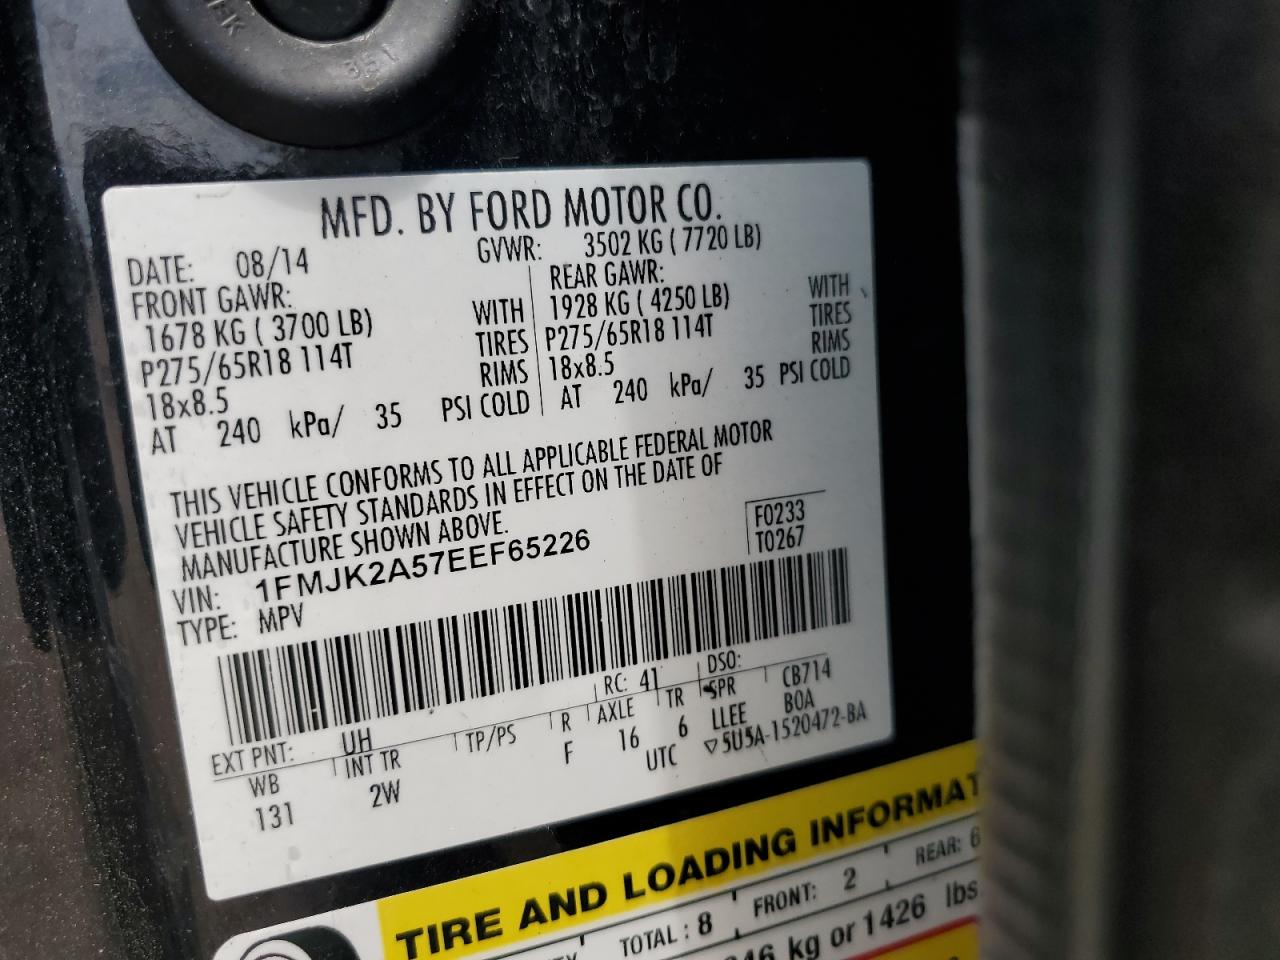 FK
351
MFD. BY FORD MOTOR CO.
DATE: 08/14 GVWR: 3502 KG ( 7720 LB)
FRONT GAWR: REAR GAWR:
1678 KG ( 3700 LB) WITH 1928 KG ( 4250 LB) WITH
P275/65R18 114T TIRES P275/65R18 114T TIRES
18x8.5 RIMS 18x8.5 RIMS
AT 240 kPa/ 35 PSI COLD AT 240 kPa/ 35 PSI COLD
THIS VEHICLE CONFORMS TO ALL APPLICABLE FEDERAL MOTOR
VEHICLE SAFETY STANDARDS IN EFFECT ON THE DATE OF
MANUFACTURE SHOWN ABOVE.
F0233
VIN: 1FMJK2A57EEF65226 T0267
TYPE: MPV
EXT PNT: UH RC: 41 DSO:
WB INT TR TP/PS R AXLE TR SPR CB714
131 2W F 16 6 LLEE BOA
UTC ▽5U5A-1520472-BA
TIRE AND LOADING INFORMAT
TOTAL : 8 FRONT: 2 REAR: 6
kg or 1426 lbs